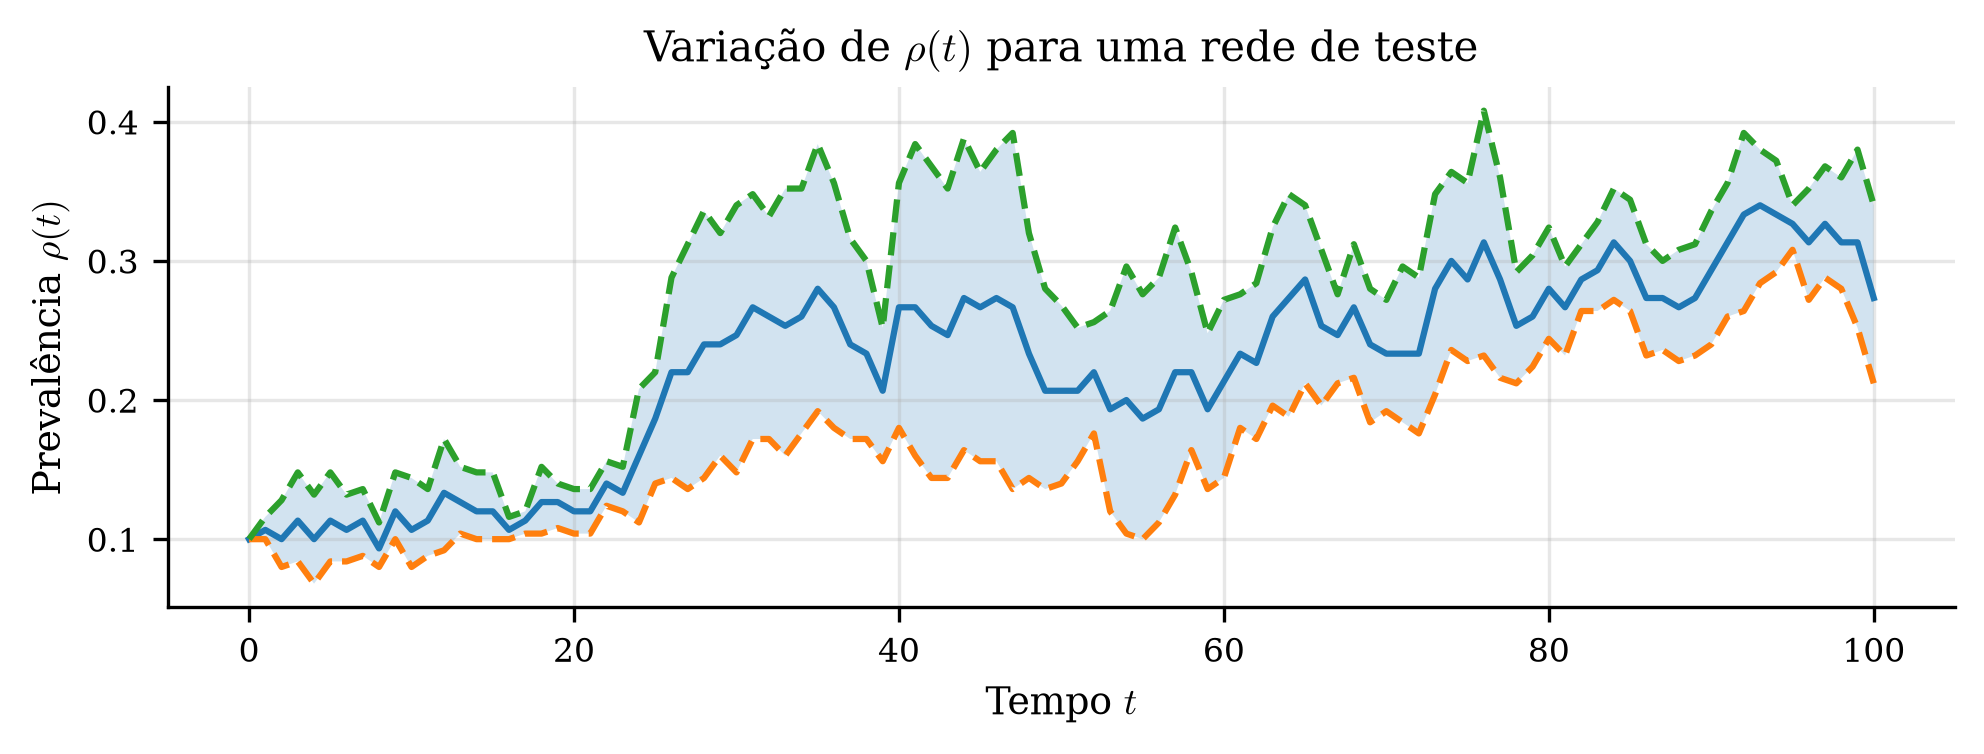 Variação de ρ(t) para uma rede de teste
Prevalência ρ(t)
0.4
0.3
0.2
0.1
0 20 40 60 80 100
Tempo t